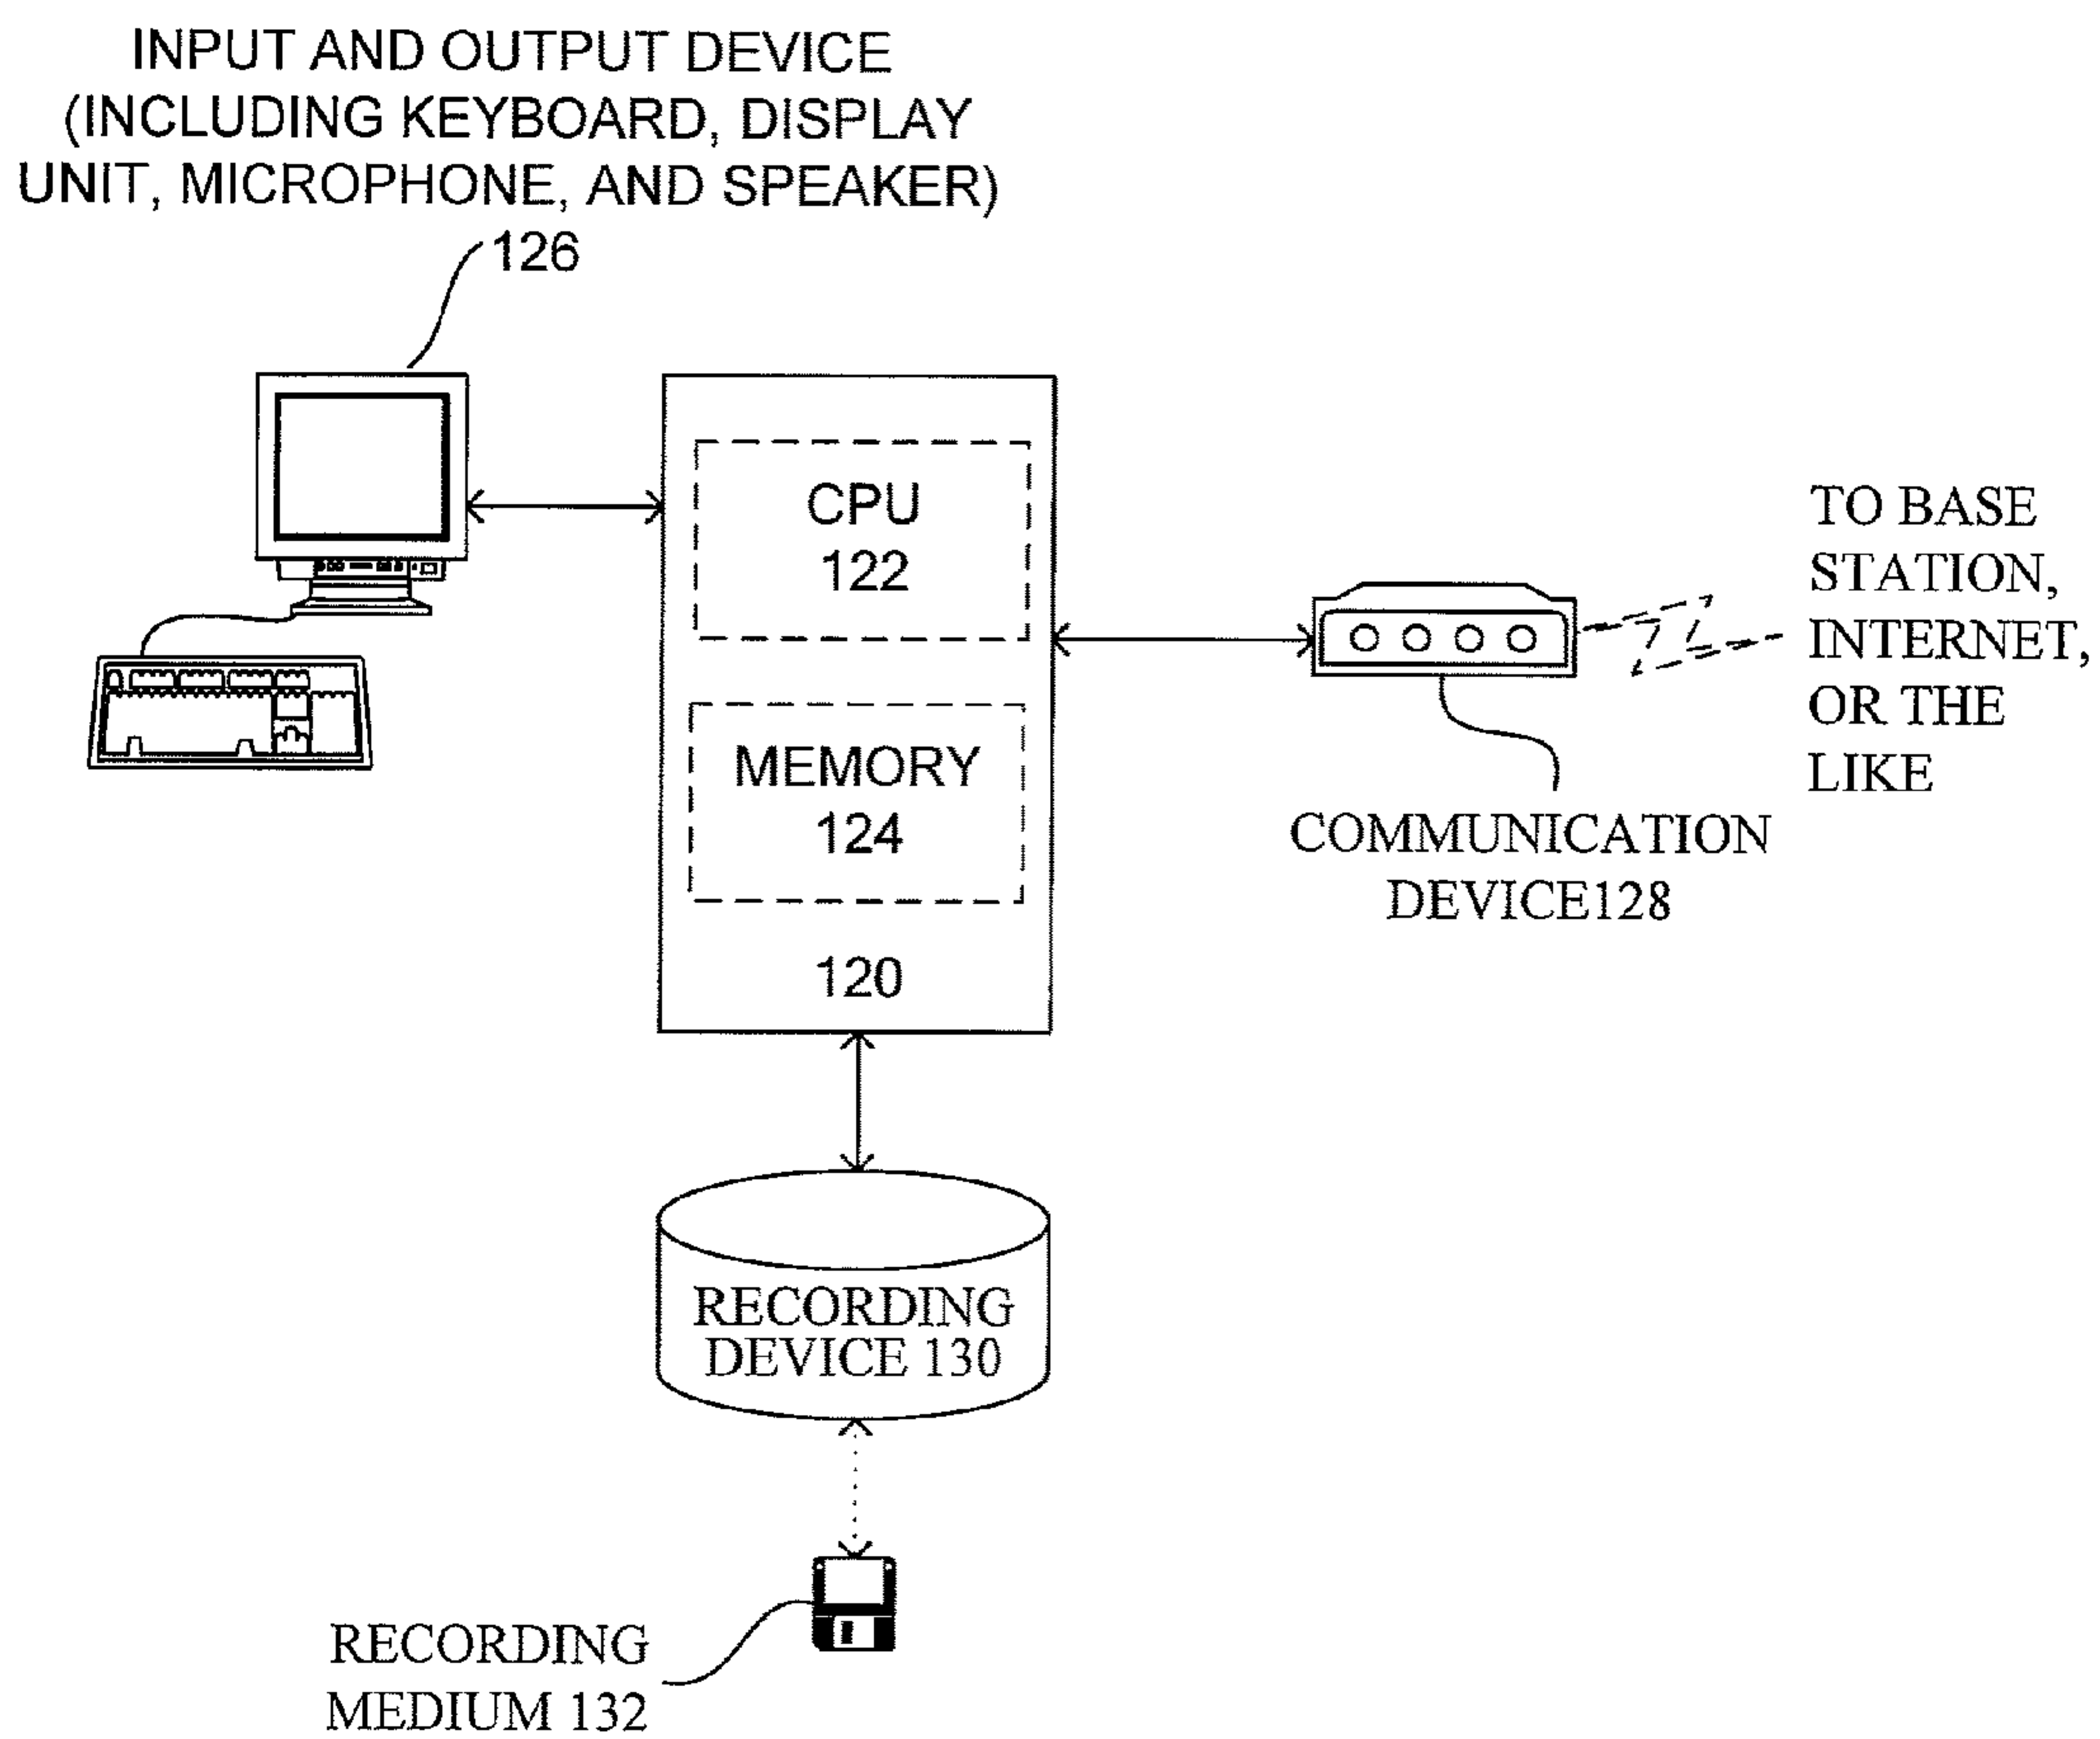 INPUT AND OUTPUT DEVICE
(INCLUDING KEYBOARD, DISPLAY
UNIT, MICROPHONE, AND SPEAKER)
126
CPU
122
MEMORY
124
120
TO BASE
STATION,
INTERNET,
OR THE
LIKE
COMMUNICATION
DEVICE128
RECORDING
DEVICE 130
RECORDING
MEDIUM 132